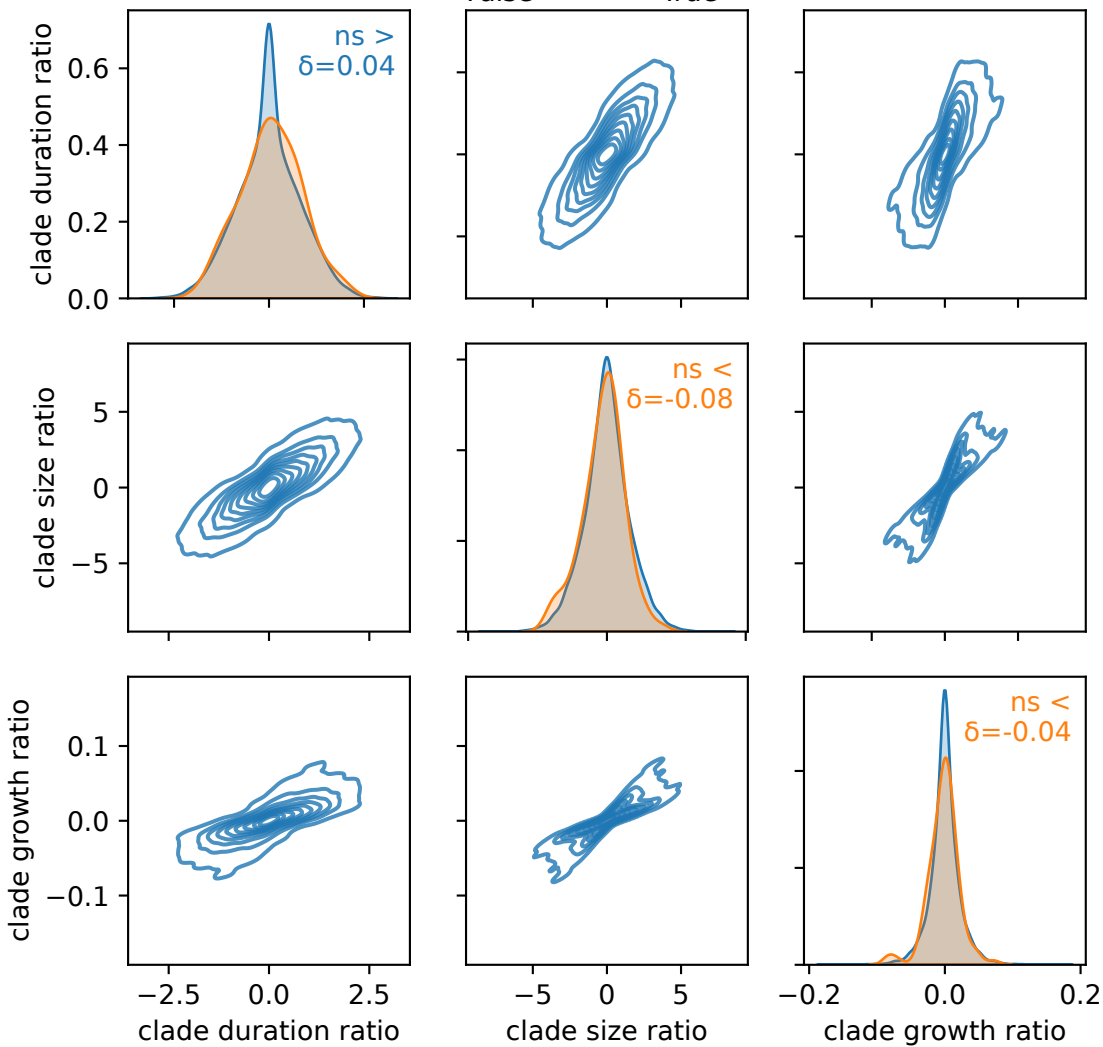 clade duration ratio
0.6
0.4
0.2
0.0
ns >
δ=0.04
clade size ratio
5
0
−5
ns <
δ=-0.08
clade growth ratio
0.1
0.0
−0.1
ns <
δ=-0.04
−2.5 0.0 2.5
−5 0 5
−0.2 0.0 0.2
clade duration ratio
clade size ratio
clade growth ratio